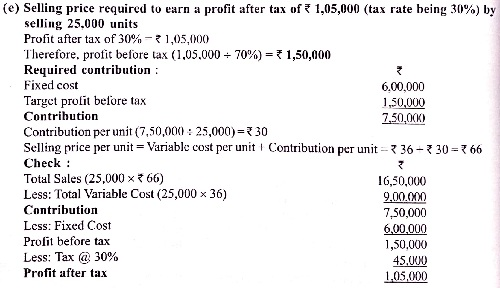 (e) Selling price required to earn a profit after tax of ₹ 1,05,000 (tax rate being 30%) by
selling 25,000 units
Profit after tax of 30% = ₹ 1,05,000
Therefore, profit before tax (1,05,000 ÷ 70%) = ₹ 1,50,000
Required contribution : ₹
Fixed cost 6,00,000
Target profit before tax 1,50,000
Contribution 7,50,000
Contribution per unit (7,50,000 ÷ 25,000) = ₹ 30
Selling price per unit = Variable cost per unit + Contribution per unit = ₹ 36 + ₹ 30 = ₹ 66
Check : ₹
Total Sales (25,000 × ₹ 66) 16,50,000
Less: Total Variable Cost (25,000 × 36) 9,00,000
Contribution 7,50,000
Less: Fixed Cost 6,00,000
Profit before tax 1,50,000
Less: Tax @ 30% 45,000
Profit after tax 1,05,000